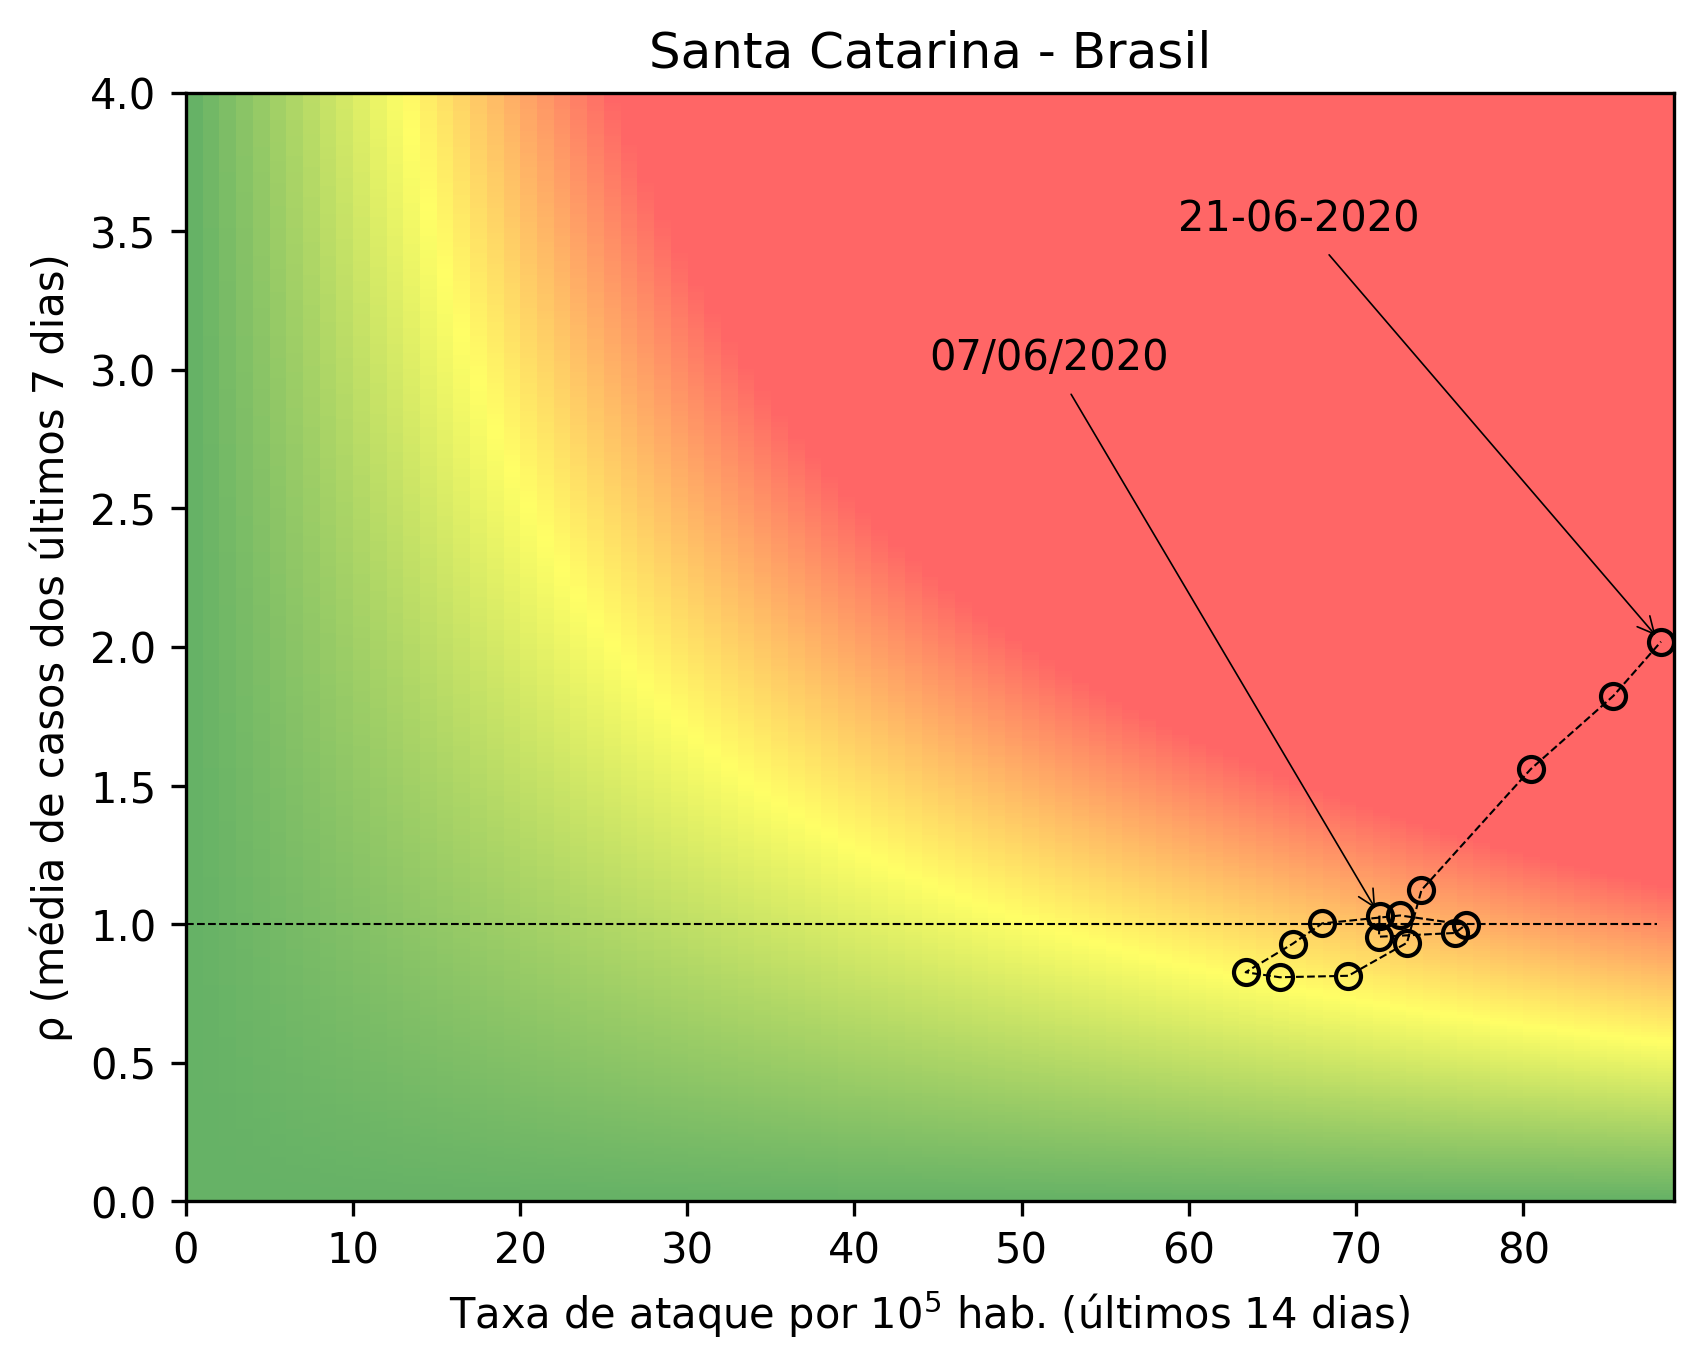 Santa Catarina - Brasil
4.0
3.5
3.0
2.5
2.0
1.5
1.0
0.5
0.0
ρ (média de casos dos últimos 7 dias)
21-06-2020
07/06/2020
0 10 20 30 40 50 60 70 80
Taxa de ataque por 10⁵ hab. (últimos 14 dias)